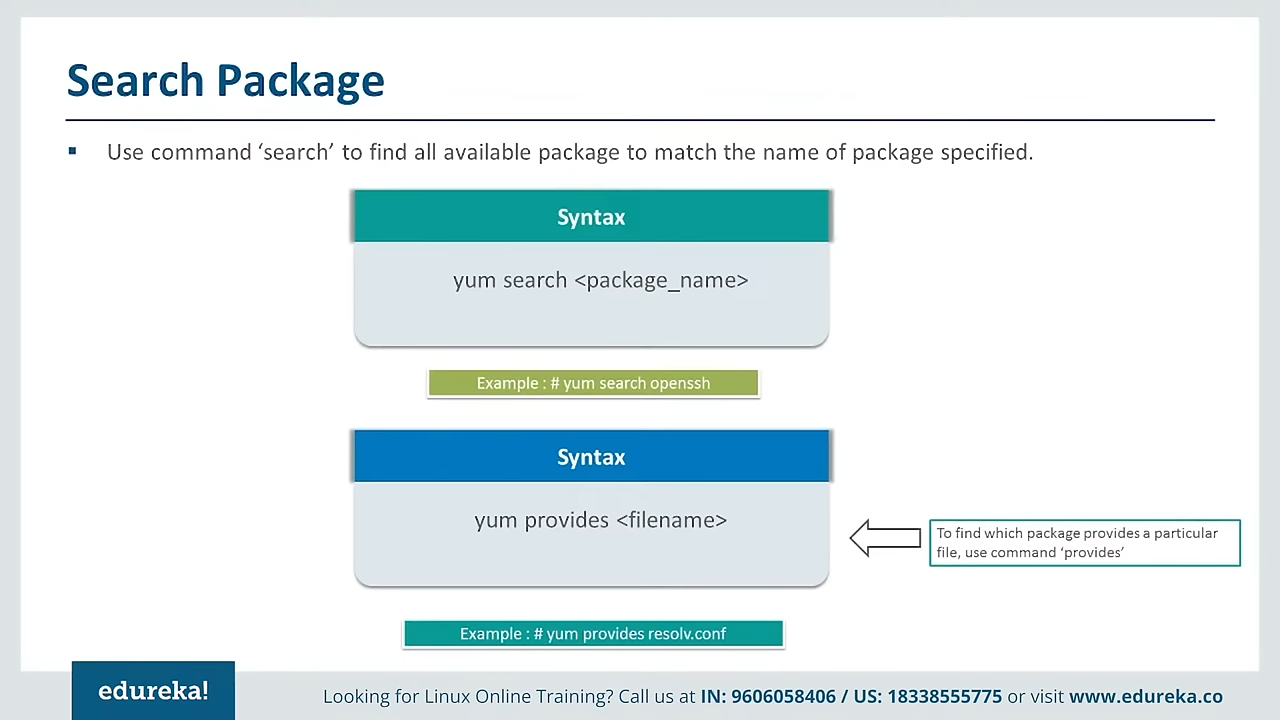 Search Package
▪ Use command ‘search’ to find all available package to match the name of package specified.
Syntax
yum search <package_name>
Example : # yum search openssh
Syntax
yum provides <filename>
To find which package provides a particular
file, use command ‘provides’
Example : # yum provides resolv.conf
edureka!
Looking for Linux Online Training? Call us at IN: 9606058406 / US: 18338555775 or visit www.edureka.co